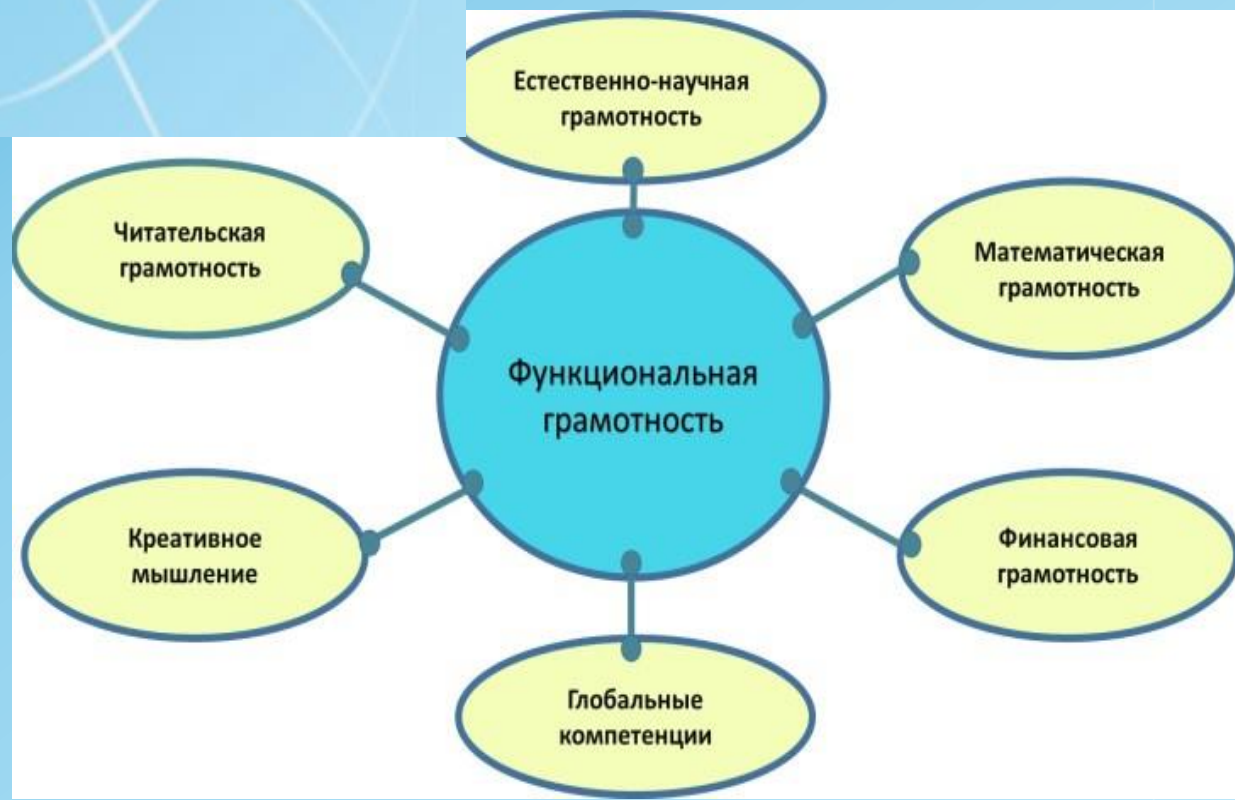 Естественно-научная
грамотность
Читательская
грамотность
Математическая
грамотность
Функциональная
грамотность
Креативное
мышление
Финансовая
грамотность
Глобальные
компетенции